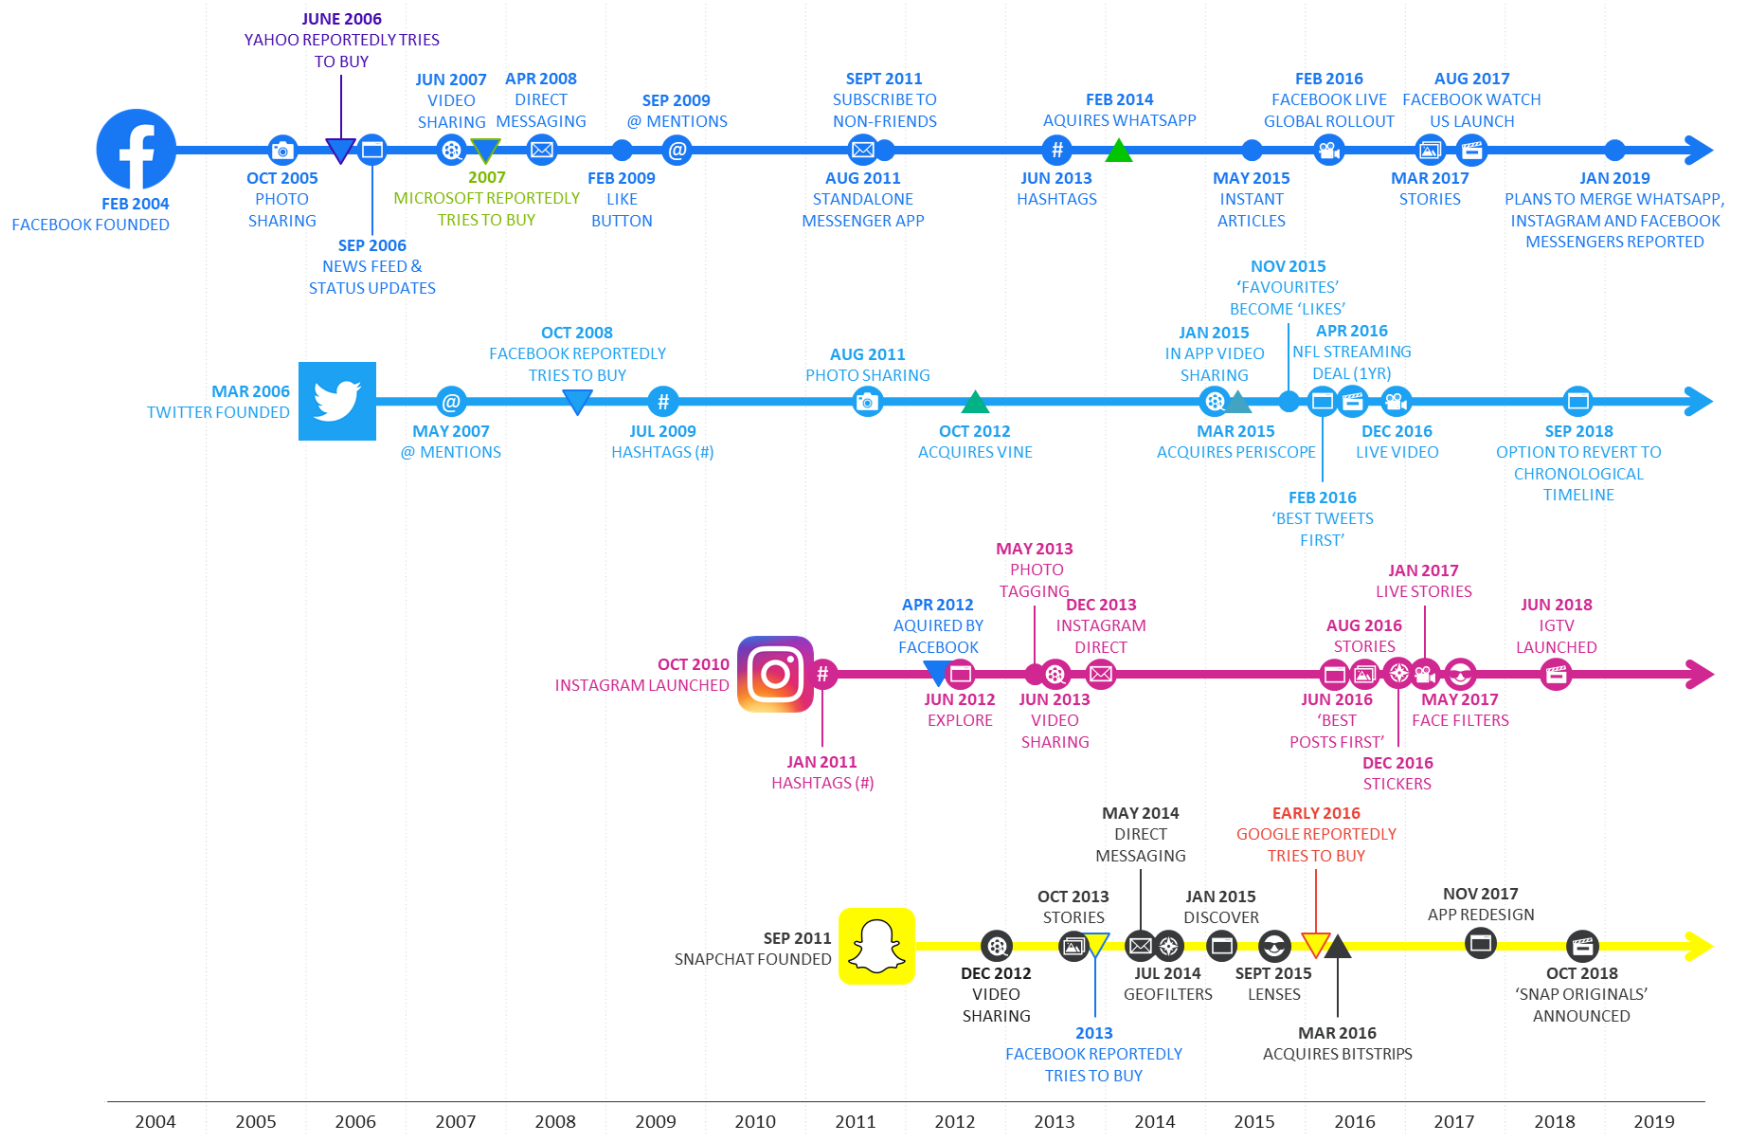 JUNE 2006
YAHOO REPORTEDLY TRIES
TO BUY
JUN 2007
VIDEO
SHARING
APR 2008
DIRECT
MESSAGING
SEP 2009
@ MENTIONS
SEPT 2011
SUBSCRIBE TO
NON-FRIENDS
FEB 2014
AQUIRES WHATSAPP
FEB 2016
FACEBOOK LIVE
GLOBAL ROLLOUT
AUG 2017
FACEBOOK WATCH
US LAUNCH
@
#
FEB 2004
FACEBOOK FOUNDED
OCT 2005
PHOTO
SHARING
SEP 2006
NEWS FEED &
STATUS UPDATES
2007
MICROSOFT REPORTEDLY
TRIES TO BUY
FEB 2009
LIKE
BUTTON
AUG 2011
STANDALONE
MESSENGER APP
JUN 2013
HASHTAGS
MAY 2015
INSTANT
ARTICLES
MAR 2017
STORIES
JAN 2019
PLANS TO MERGE WHATSAPP,
INSTAGRAM AND FACEBOOK
MESSENGERS REPORTED
OCT 2008
FACEBOOK REPORTEDLY
TRIES TO BUY
AUG 2011
PHOTO SHARING
JAN 2015
IN APP VIDEO
SHARING
NOV 2015
‘FAVOURITES’
BECOME ‘LIKES’
APR 2016
NFL STREAMING
DEAL (1YR)
MAR 2006
TWITTER FOUNDED
@
#
MAY 2007
@ MENTIONS
JUL 2009
HASHTAGS (#)
OCT 2012
ACQUIRES VINE
MAR 2015
ACQUIRES PERISCOPE
FEB 2016
‘BEST TWEETS
FIRST’
DEC 2016
LIVE VIDEO
SEP 2018
OPTION TO REVERT TO
CHRONOLOGICAL
TIMELINE
APR 2012
AQUIRED BY
FACEBOOK
MAY 2013
PHOTO
TAGGING
DEC 2013
INSTAGRAM
DIRECT
AUG 2016
STORIES
JAN 2017
LIVE STORIES
JUN 2018
IGTV
LAUNCHED
OCT 2010
INSTAGRAM LAUNCHED
#
JAN 2011
HASHTAGS (#)
JUN 2012
EXPLORE
JUN 2013
VIDEO
SHARING
JUN 2016
‘BEST
POSTS FIRST’
DEC 2016
STICKERS
MAY 2017
FACE FILTERS
OCT 2013
STORIES
MAY 2014
DIRECT
MESSAGING
JAN 2015
DISCOVER
EARLY 2016
GOOGLE REPORTEDLY
TRIES TO BUY
NOV 2017
APP REDESIGN
SEP 2011
SNAPCHAT FOUNDED
DEC 2012
VIDEO
SHARING
2013
FACEBOOK REPORTEDLY
TRIES TO BUY
JUL 2014
GEOFILTERS
SEPT 2015
LENSES
MAR 2016
ACQUIRES BITSTRIPS
OCT 2018
‘SNAP ORIGINALS’
ANNOUNCED
2004 2005 2006 2007 2008 2009 2010 2011 2012 2013 2014 2015 2016 2017 2018 2019